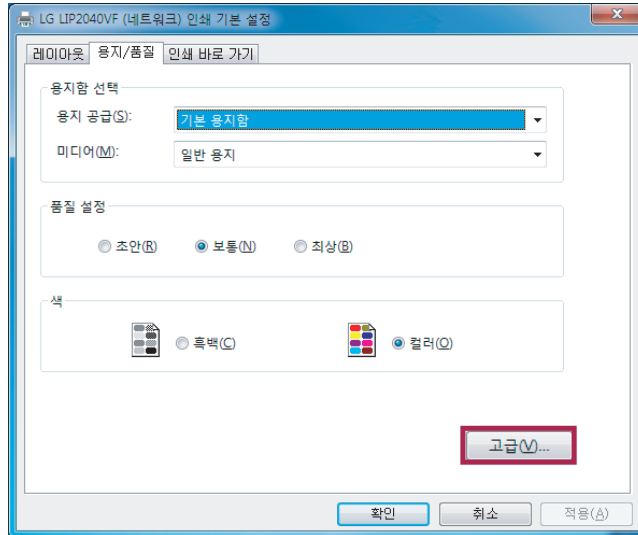 LG LIP2040VF (네트워크) 인쇄 기본 설정
레이아웃 용지/품질 인쇄 바로 가기
용지함 선택
용지 공급(S): 기본 용지함
미디어(M): 일반 용지
품질 설정
초안(R) 보통(N) 최상(B)
색
흑백(C) 컬러(O)
고급(V)...
확인 취소 적용(A)